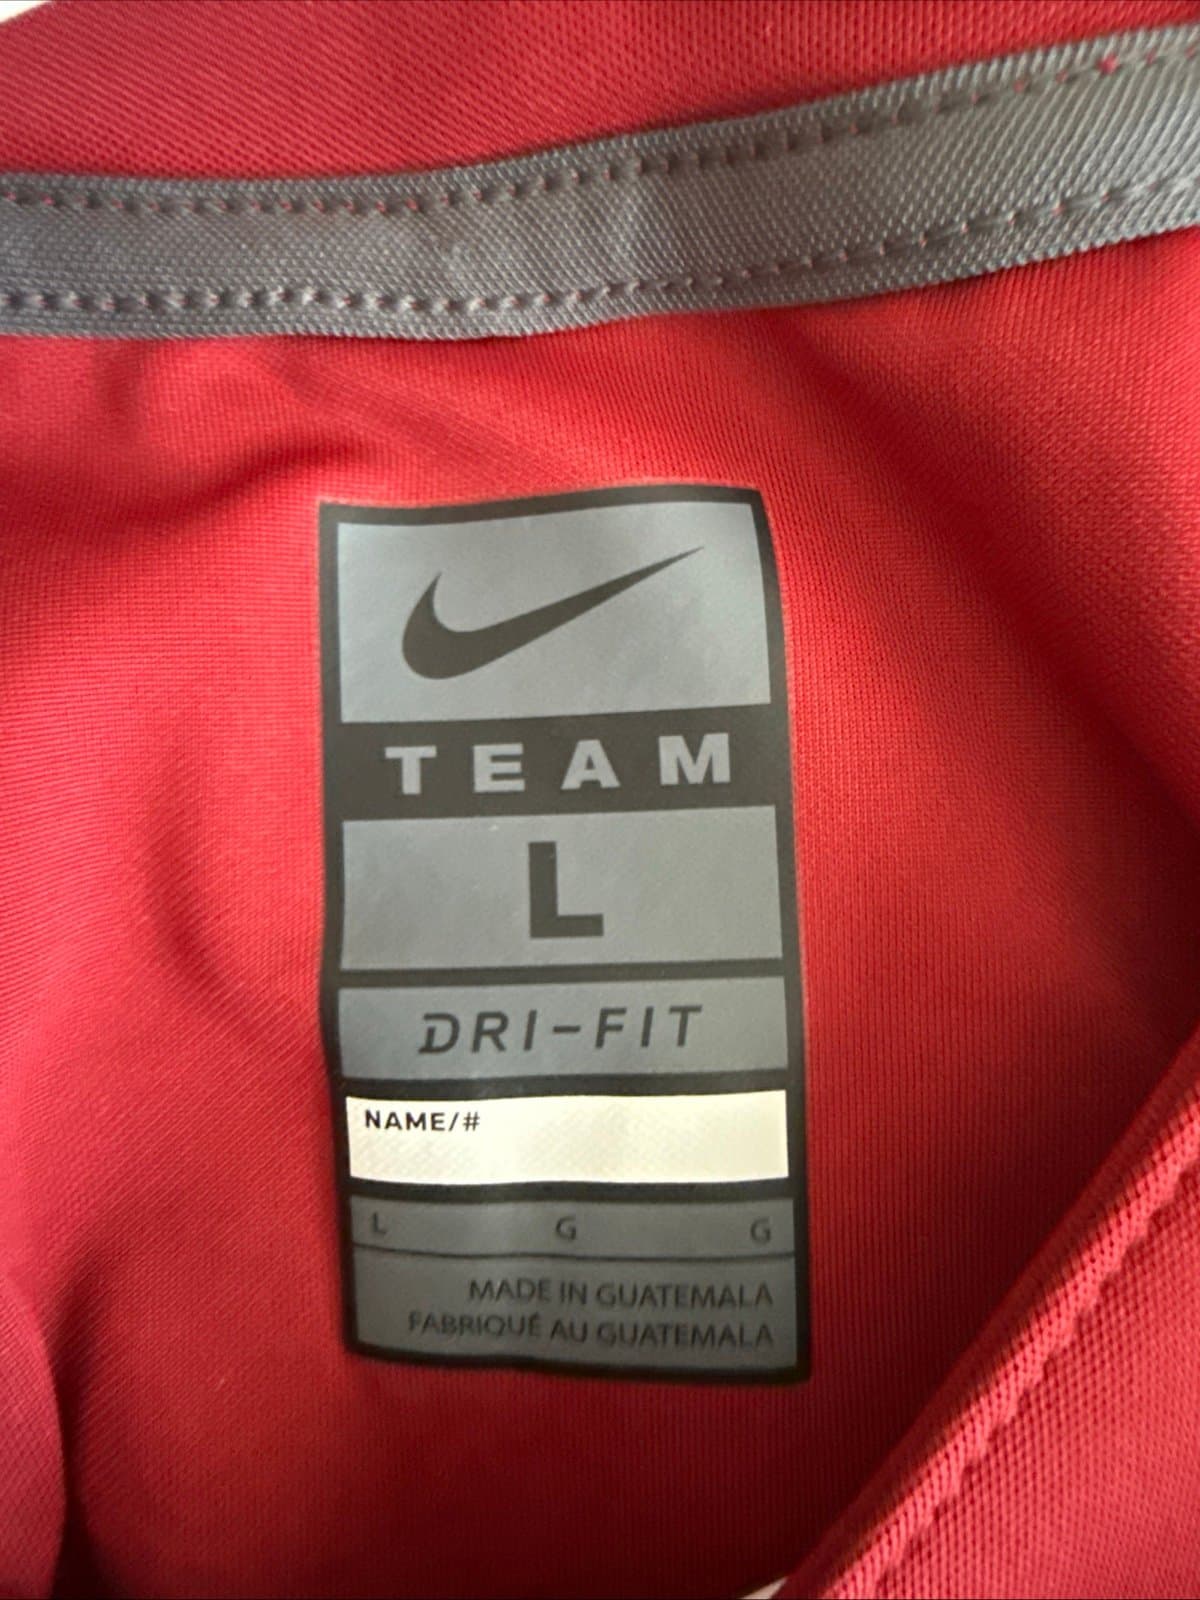 TEAM
L
DRI-FIT
NAME/#
L G G
MADE IN GUATEMALA
FABRIQUÉ AU GUATEMALA